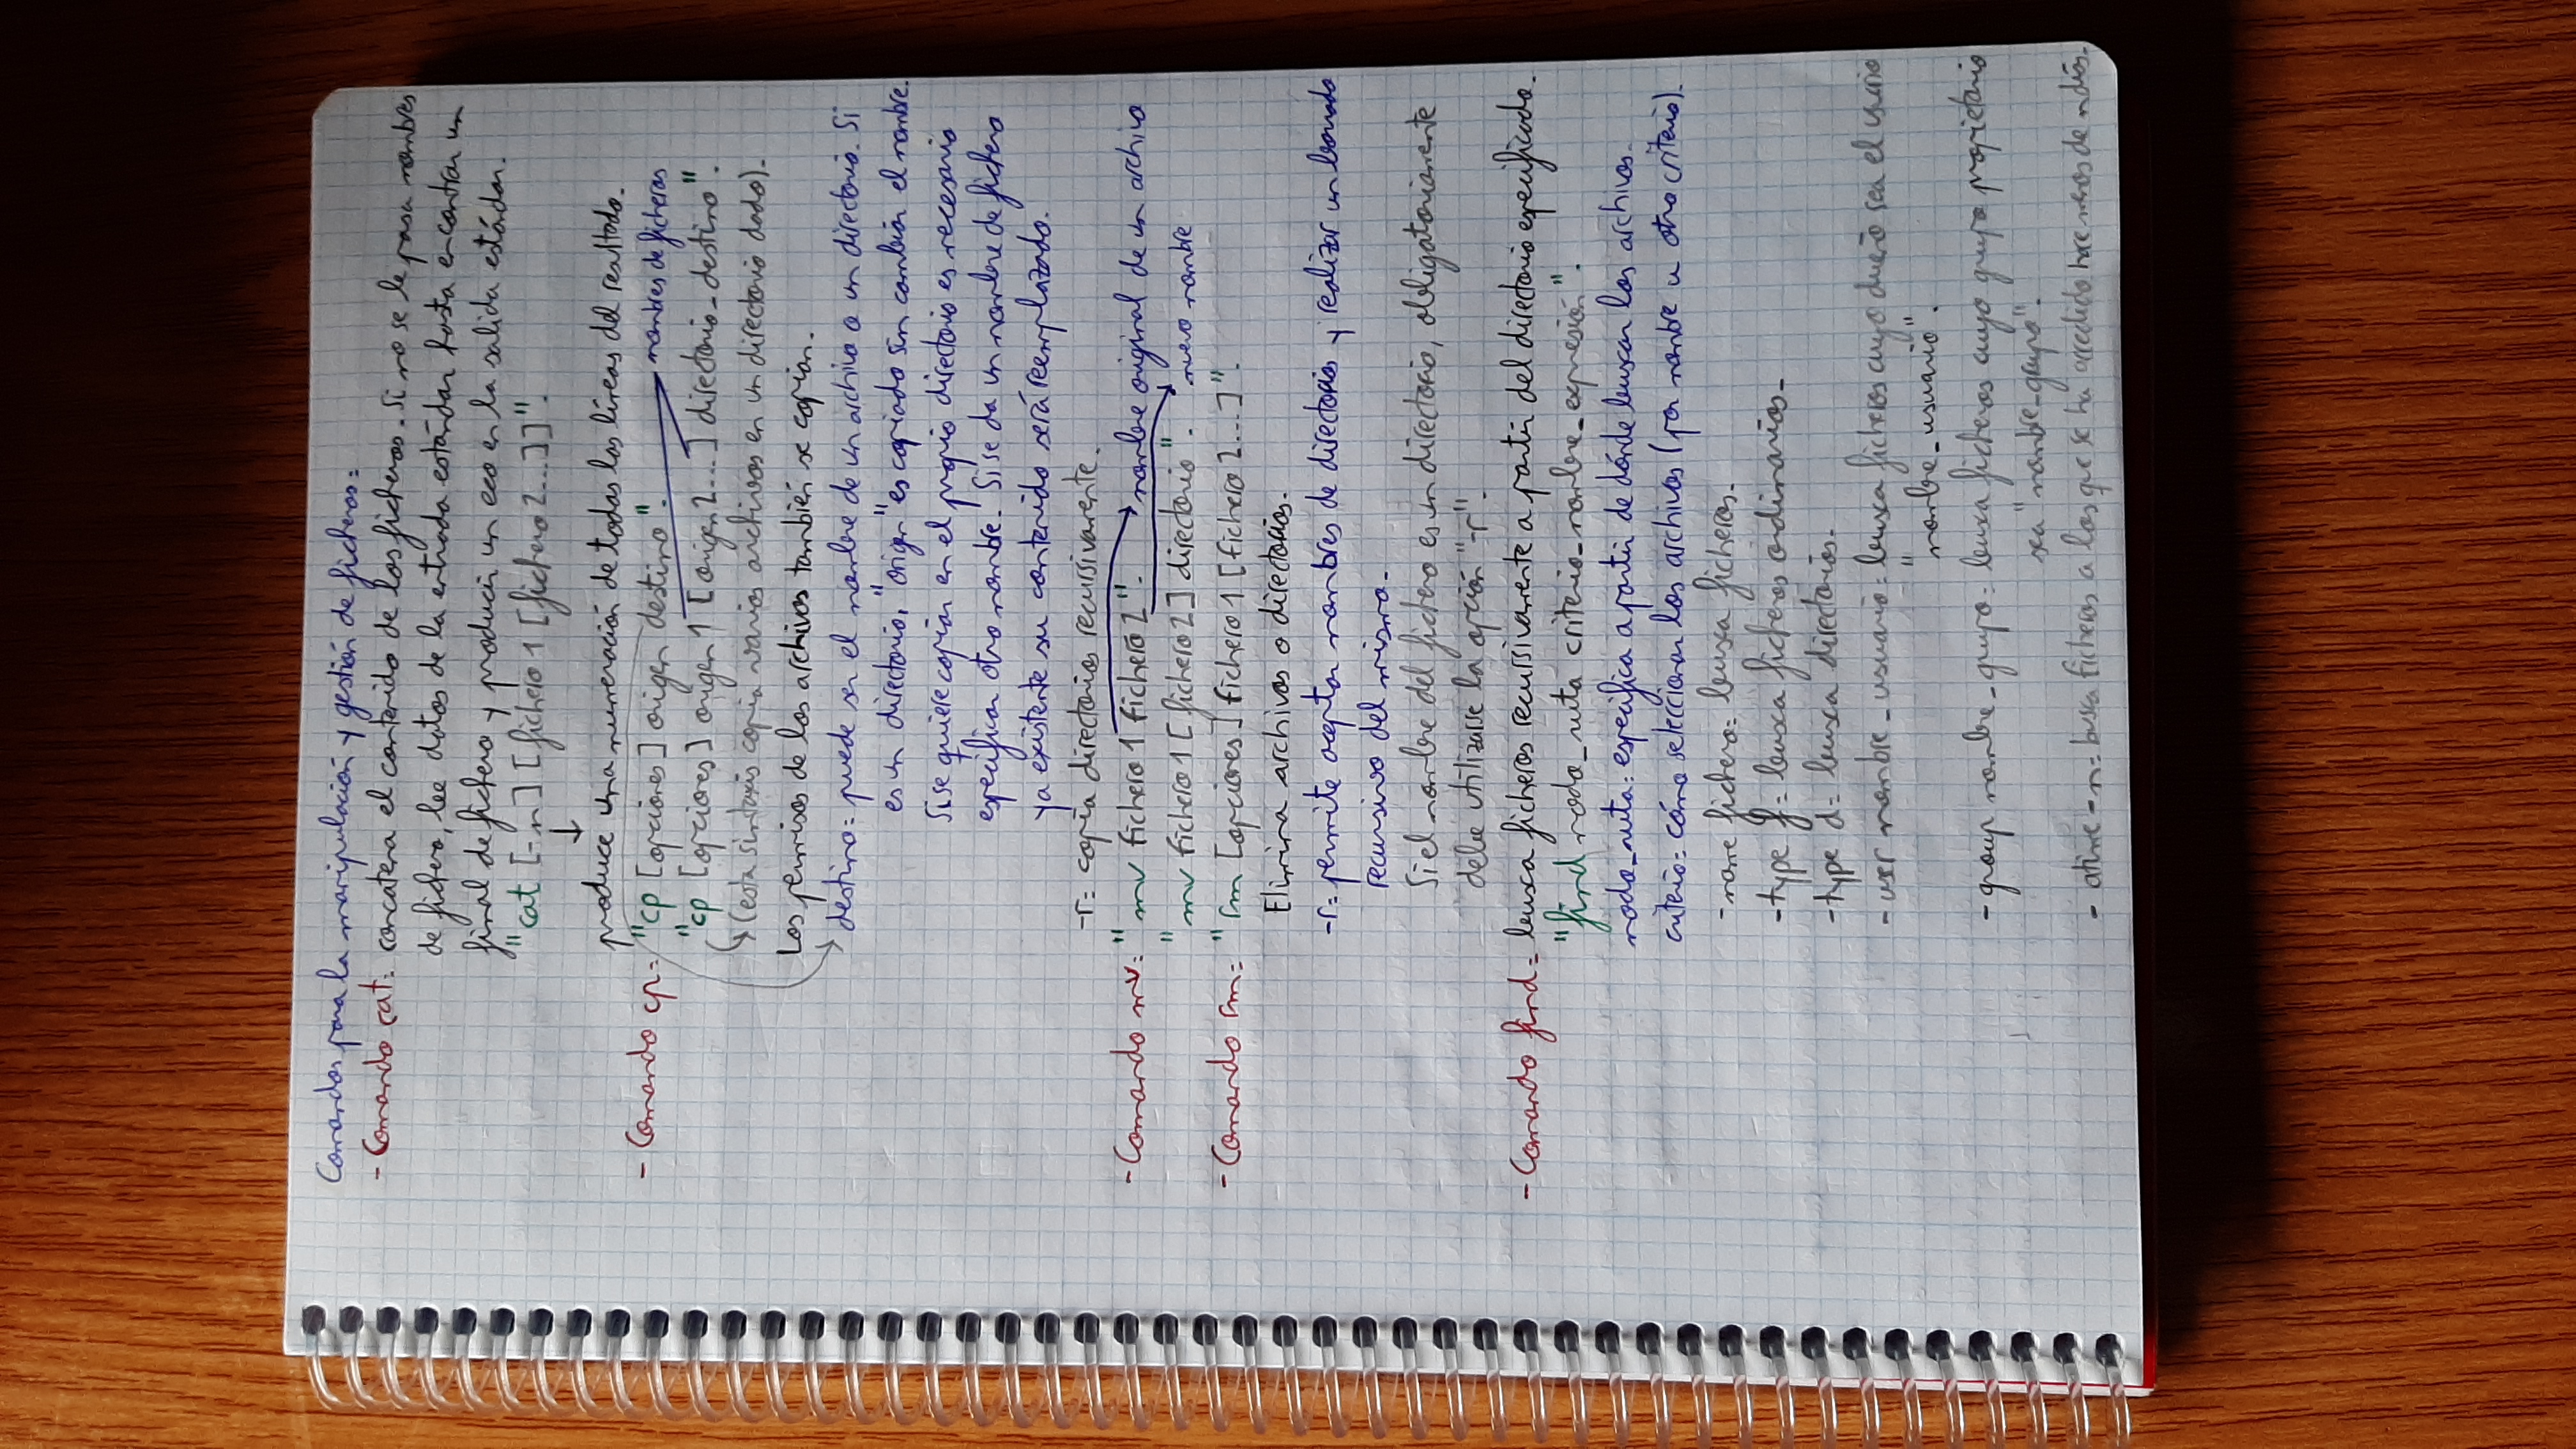 Comandos para la manipulación y gestión de ficheros:
- Comando cat: concatena el contenido de los ficheros. Si no se le pasa nombres
de fichero, lee datos de la entrada estándar hasta encontrar un
final de fichero y producir un eco en la salida estándar.
"cat [-n] [fichero 1 [fichero 2...]]".
produce una numeración de todas las líneas del resultado.
- Comando cp: "cp [opciones] origen destino". nombres de ficheros
"cp [opciones] origen 1 [origen 2...] directorio_destino".
(esta sintaxis copia varios archivos en un directorio dado).
Los permisos de los archivos también se copian.
destino: puede ser el nombre de un archivo o un directorio. Si
es un directorio, "origen" es copiado sin cambiar el nombre.
Si se quiere copiar en el propio directorio es necesario
especificar otro nombre. Si se da un nombre de fichero
ya existente su contenido será reemplazado.
-r: copia directorios recursivamente.
- Comando mv: "mv fichero 1 fichero 2". nombre original de un archivo
"mv fichero 1 [fichero 2] directorio". nuevo nombre
- Comando rm: "rm [opciones] fichero 1 [fichero 2...]".
Elimina archivos o directorios.
-r: permite aceptar nombres de directorios y realizar un borrado
recursivo del mismo.
Si el nombre del fichero es un directorio, obligatoriamente
debe utilizarse la opción "-r".
- Comando find: busca ficheros recursivamente a partir del directorio especificado.
"find nodo_ruta criterio_nombre_expresión".
nodo_ruta: especifica a partir de dónde buscar los archivos.
criterio: cómo seleccionar los archivos (por nombre u otro criterio).
-name fichero: busca ficheros.
-type f: busca ficheros ordinarios.
-type d: busca directorios.
-user nombre_usuario: busca ficheros cuyo dueño sea el usuario
"nombre_usuario".
-group nombre_grupo: busca ficheros cuyo grupo propietario
sea "nombre_grupo".
-atime -n: busca ficheros a los que se ha accedido hace menos de n días.